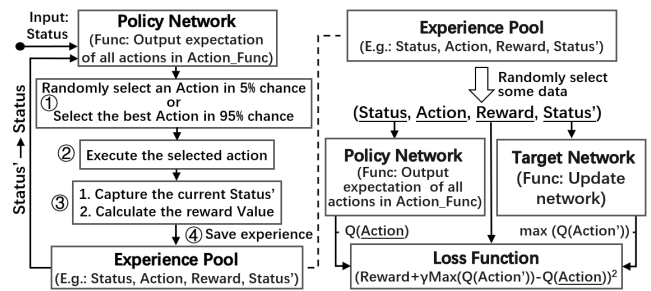 Input:
Status
Policy Network
(Func: Output expectation
of all actions in Action_Func)
① Randomly select an Action in 5% chance
or
Select the best Action in 95% chance
② Execute the selected action
③ 1. Capture the current Status'
2. Calculate the reward Value
④ Save experience
Experience Pool
(E.g.: Status, Action, Reward, Status')
Status' → Status
Experience Pool
(E.g.: Status, Action, Reward, Status')
Randomly select
some data
(Status, Action, Reward, Status')
Policy Network
(Func: Output
expectation of all
actions in Action_Func)
Target Network
(Func: Update
network)
Q(Action)
max (Q(Action'))
Loss Function
(Reward+γMax(Q(Action'))-Q(Action))²